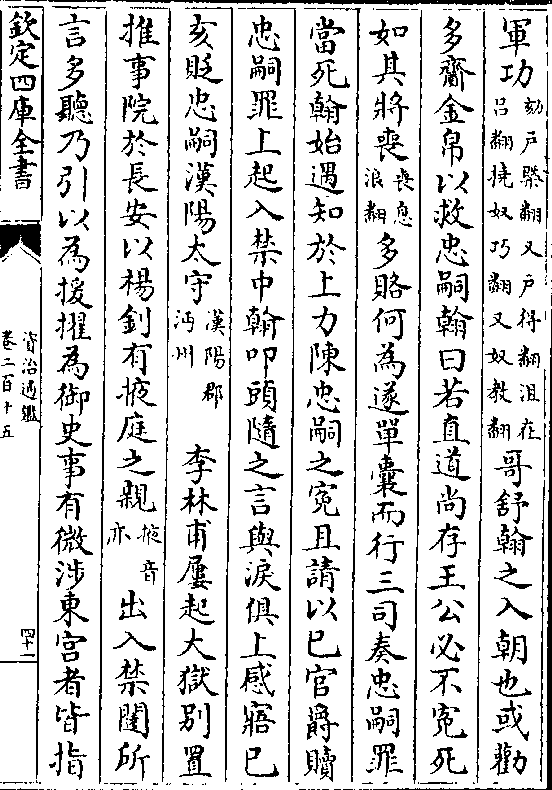 軍功劾戸槩翻又戸得翻沮在呂翻撓奴巧翻又奴教翻哥舒翰之入朝也或勸
多齎金帛以救忠嗣翰曰若直道尚存王公必不寃死
如其將喪喪息浪翻多賂何為遂單囊而行三司奏忠嗣罪
當死翰始遇知於上力陳忠嗣之寃且請以已官爵贖
忠嗣罪上起入禁中翰叩頭隨之言與淚俱上感寤已
亥貶忠嗣漢陽太守漢陽郡沔州 李林甫屢起大獄别置
推事院於長安以楊釗有掖庭之親掖音亦出入禁闥所
言多聽乃引以為援擢為御史事有微涉東宫者皆指
欽定四庫全書
資治通鑑
卷二百十五
四十一